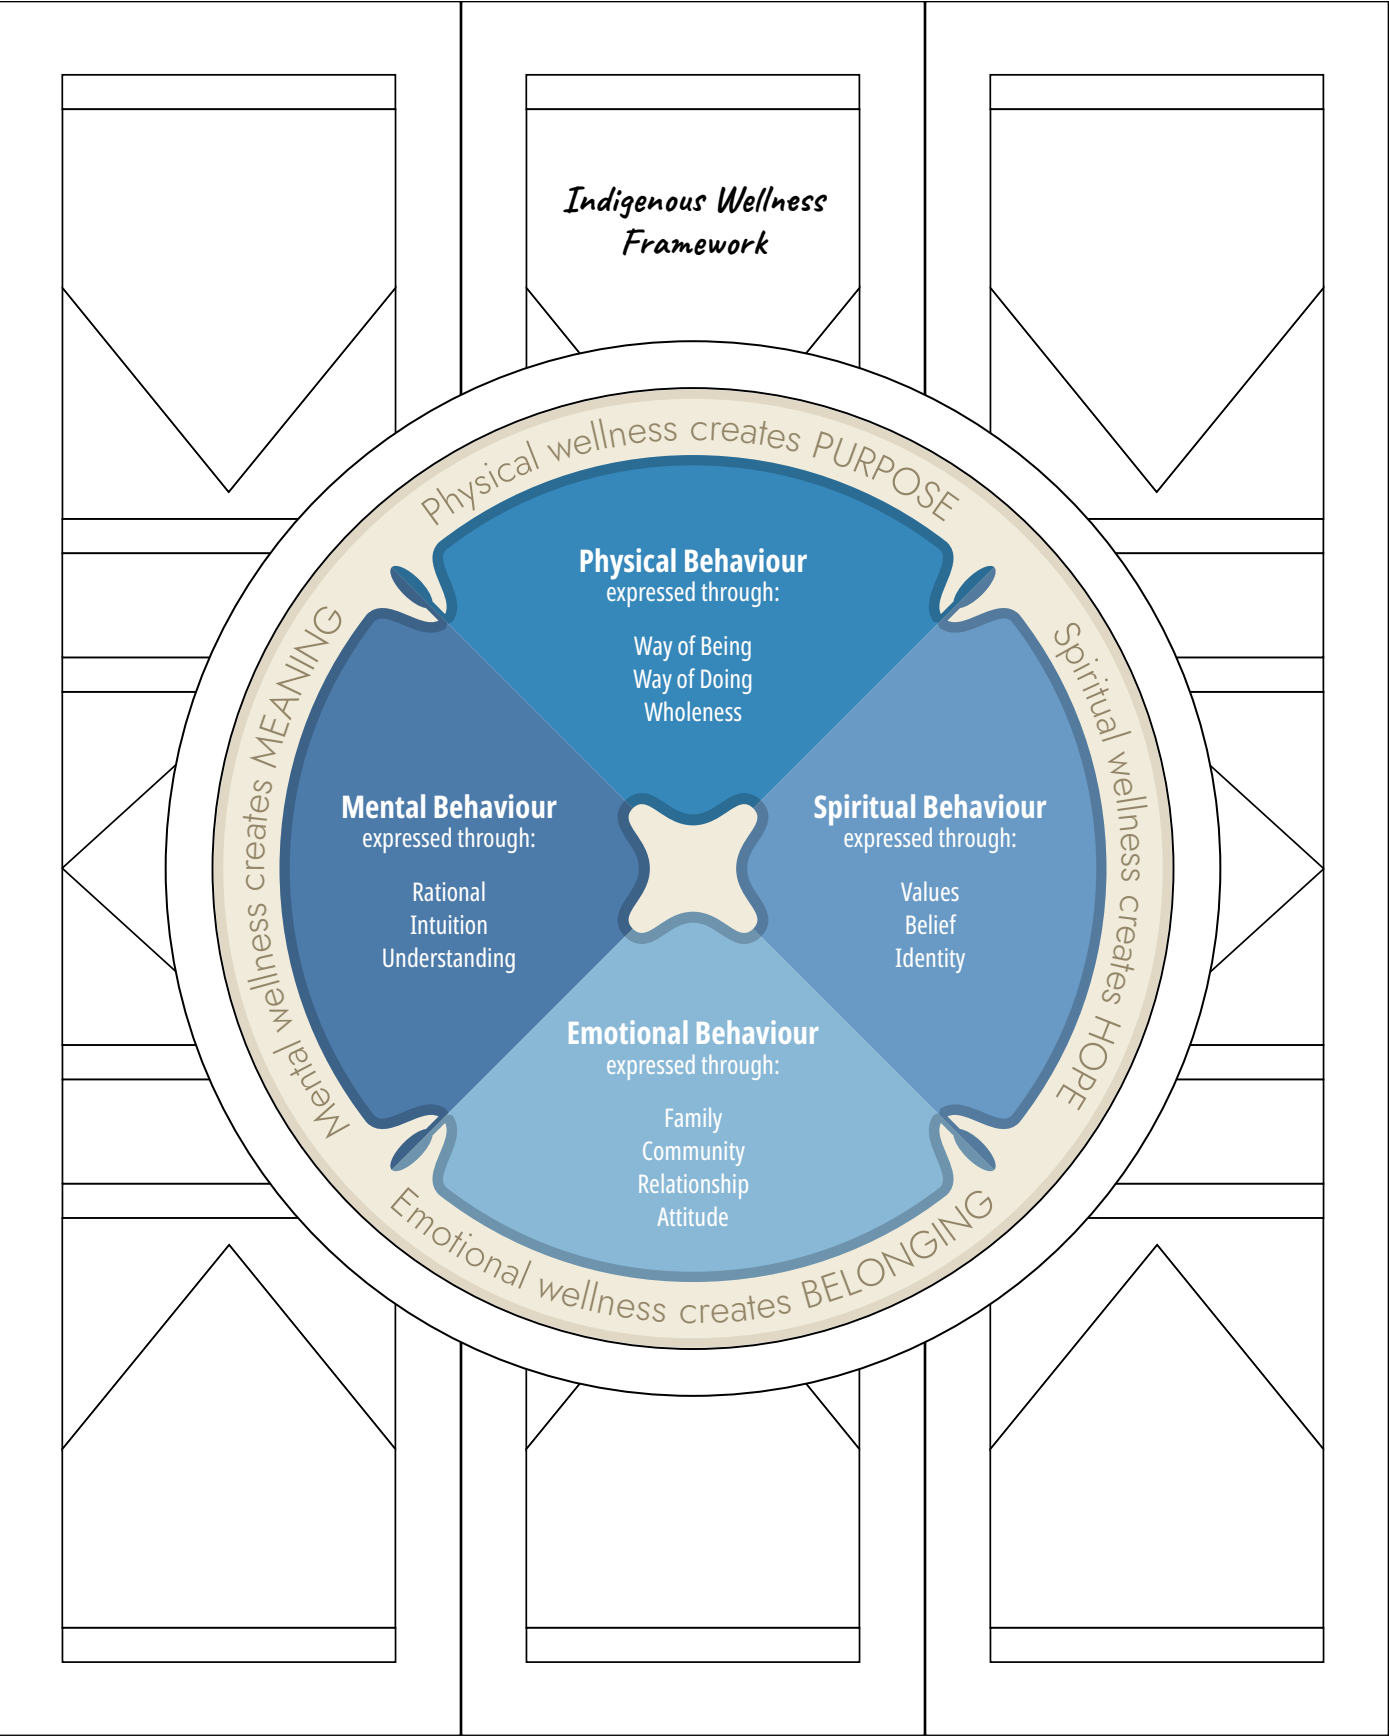 Indigenous Wellness
Framework
Physical wellness creates PURPOSE
Physical Behaviour
expressed through:
Way of Being
Way of Doing
Wholeness
Mental wellness creates MEANING
Mental Behaviour
expressed through:
Rational
Intuition
Understanding
Spiritual Behaviour
expressed through:
Values
Belief
Identity
Spiritual wellness creates HOPE
Emotional Behaviour
expressed through:
Family
Community
Relationship
Attitude
Emotional wellness creates BELONGING